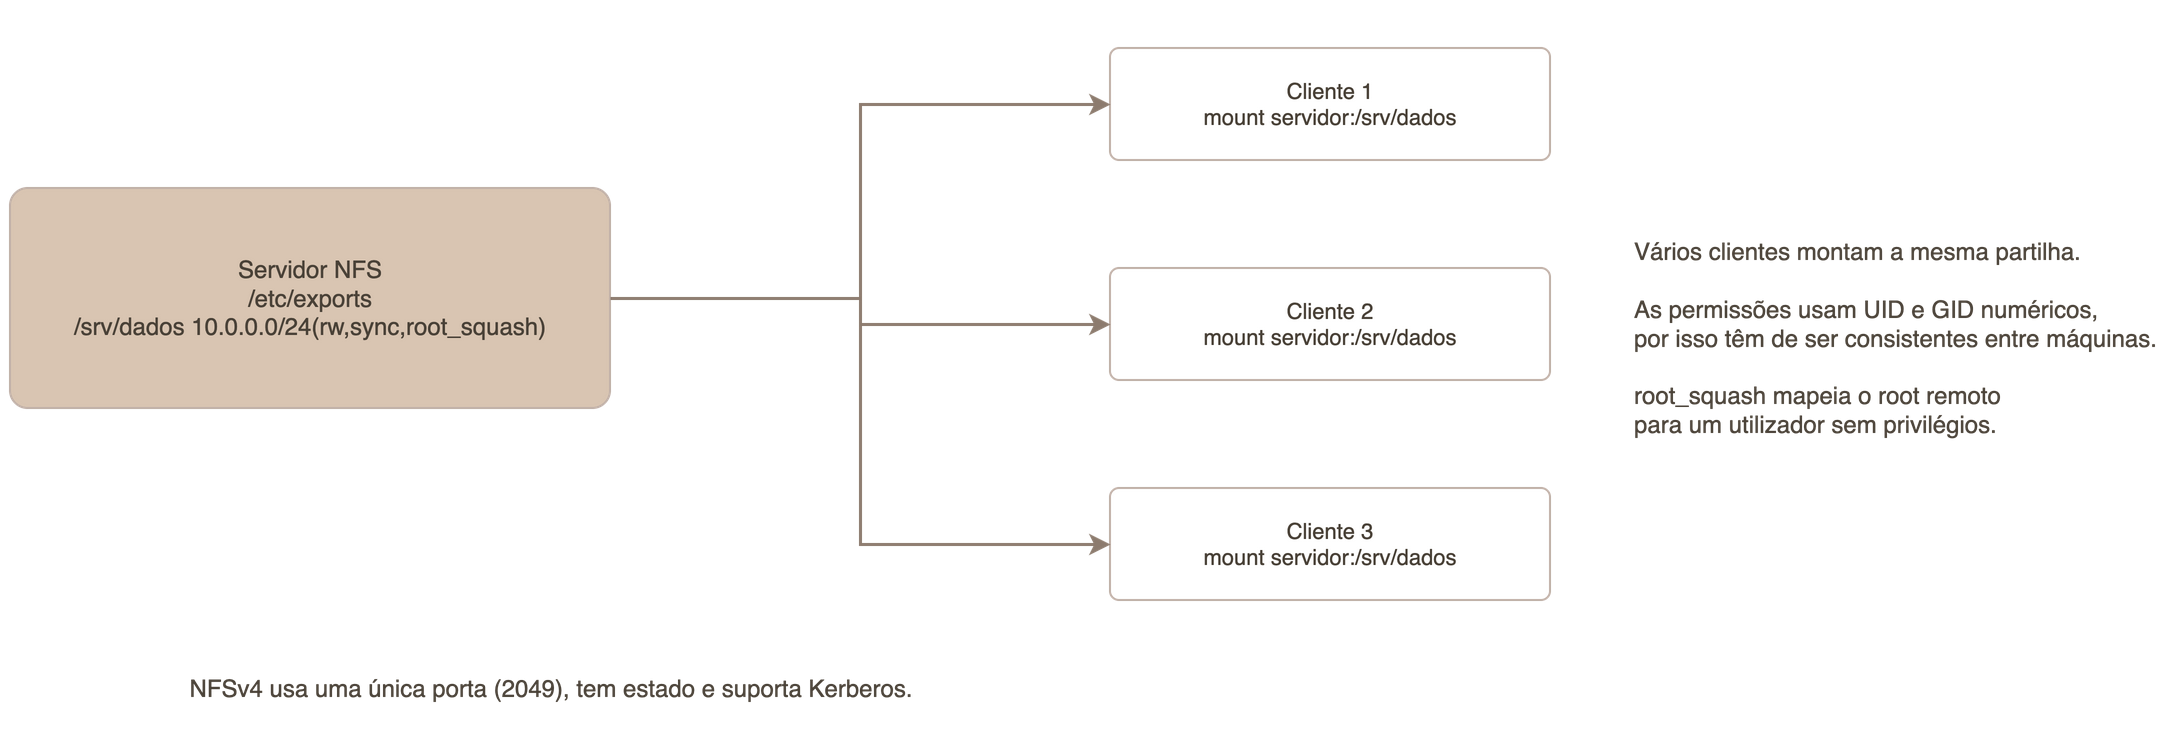 Servidor NFS
/etc/exports
/srv/dados 10.0.0.0/24(rw,sync,root_squash)
Cliente 1
mount servidor:/srv/dados
Cliente 2
mount servidor:/srv/dados
Cliente 3
mount servidor:/srv/dados
Vários clientes montam a mesma partilha.
As permissões usam UID e GID numéricos,
por isso têm de ser consistentes entre máquinas.
root_squash mapeia o root remoto
para um utilizador sem privilégios.
NFSv4 usa uma única porta (2049), tem estado e suporta Kerberos.